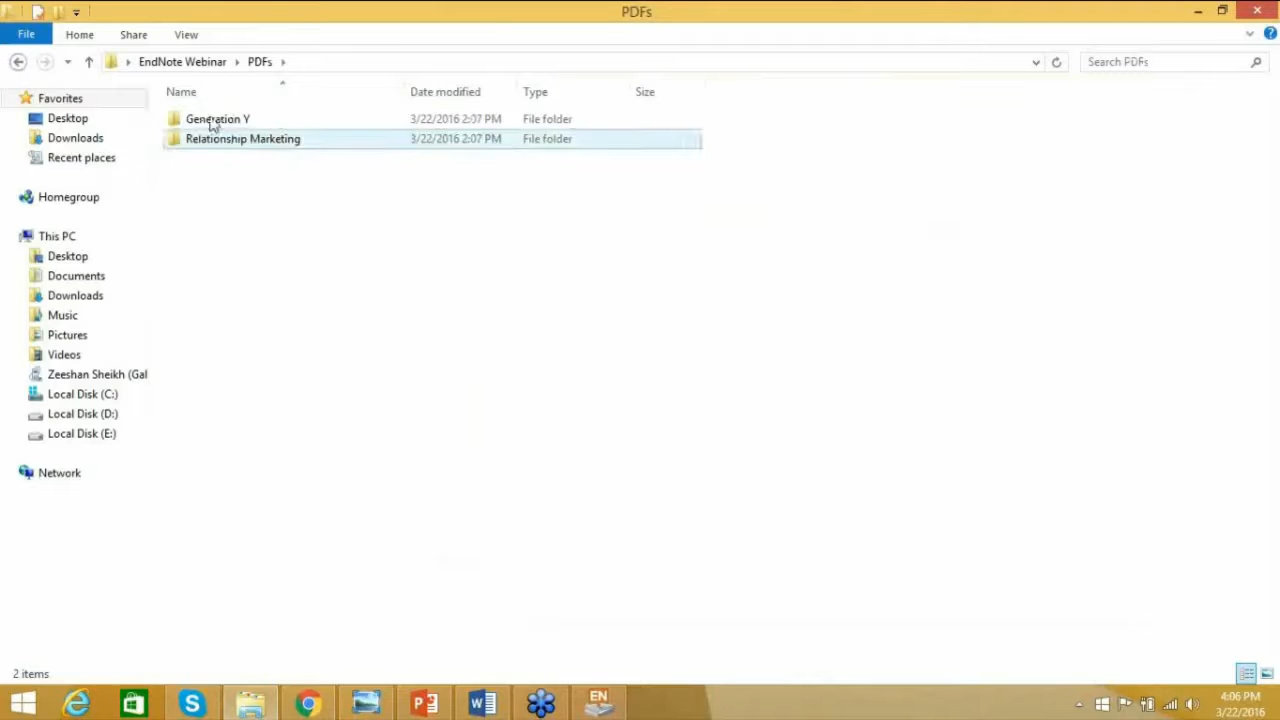 PDFs
File Home Share View
EndNote Webinar PDFs Search PDFs
Name Date modified Type Size
Favorites
Desktop
Downloads
Recent places
Homegroup
This PC
Desktop
Documents
Downloads
Music
Pictures
Videos
Zeeshan Sheikh (Gal
Local Disk (C:)
Local Disk (D:)
Local Disk (E:)
Network
Generation Y 3/22/2016 2:07 PM File folder
Relationship Marketing 3/22/2016 2:07 PM File folder
2 items
EN
4:06 PM
3/22/2016